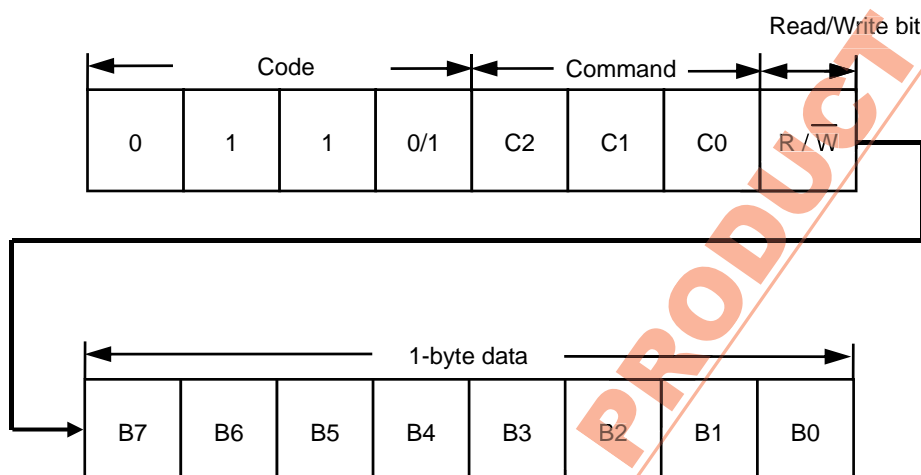 Read/Write bit
Code Command
0 1 1 0/1 C2 C1 C0 R / W̅
1-byte data
B7 B6 B5 B4 B3 B2 B1 B0
PRODUCT